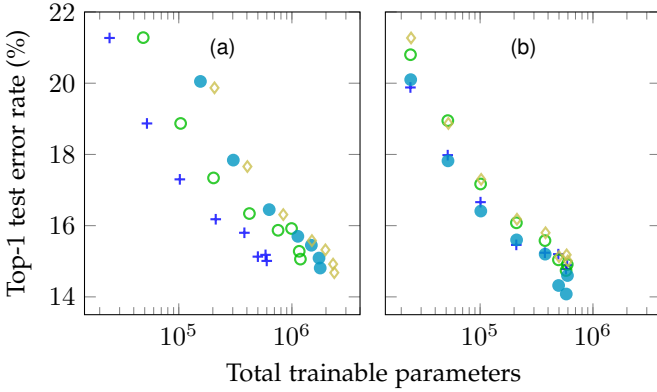 Top-1 test error rate (%)
22
20
18
16
14
(a)
(b)
10^5
10^6
10^5
10^6
Total trainable parameters